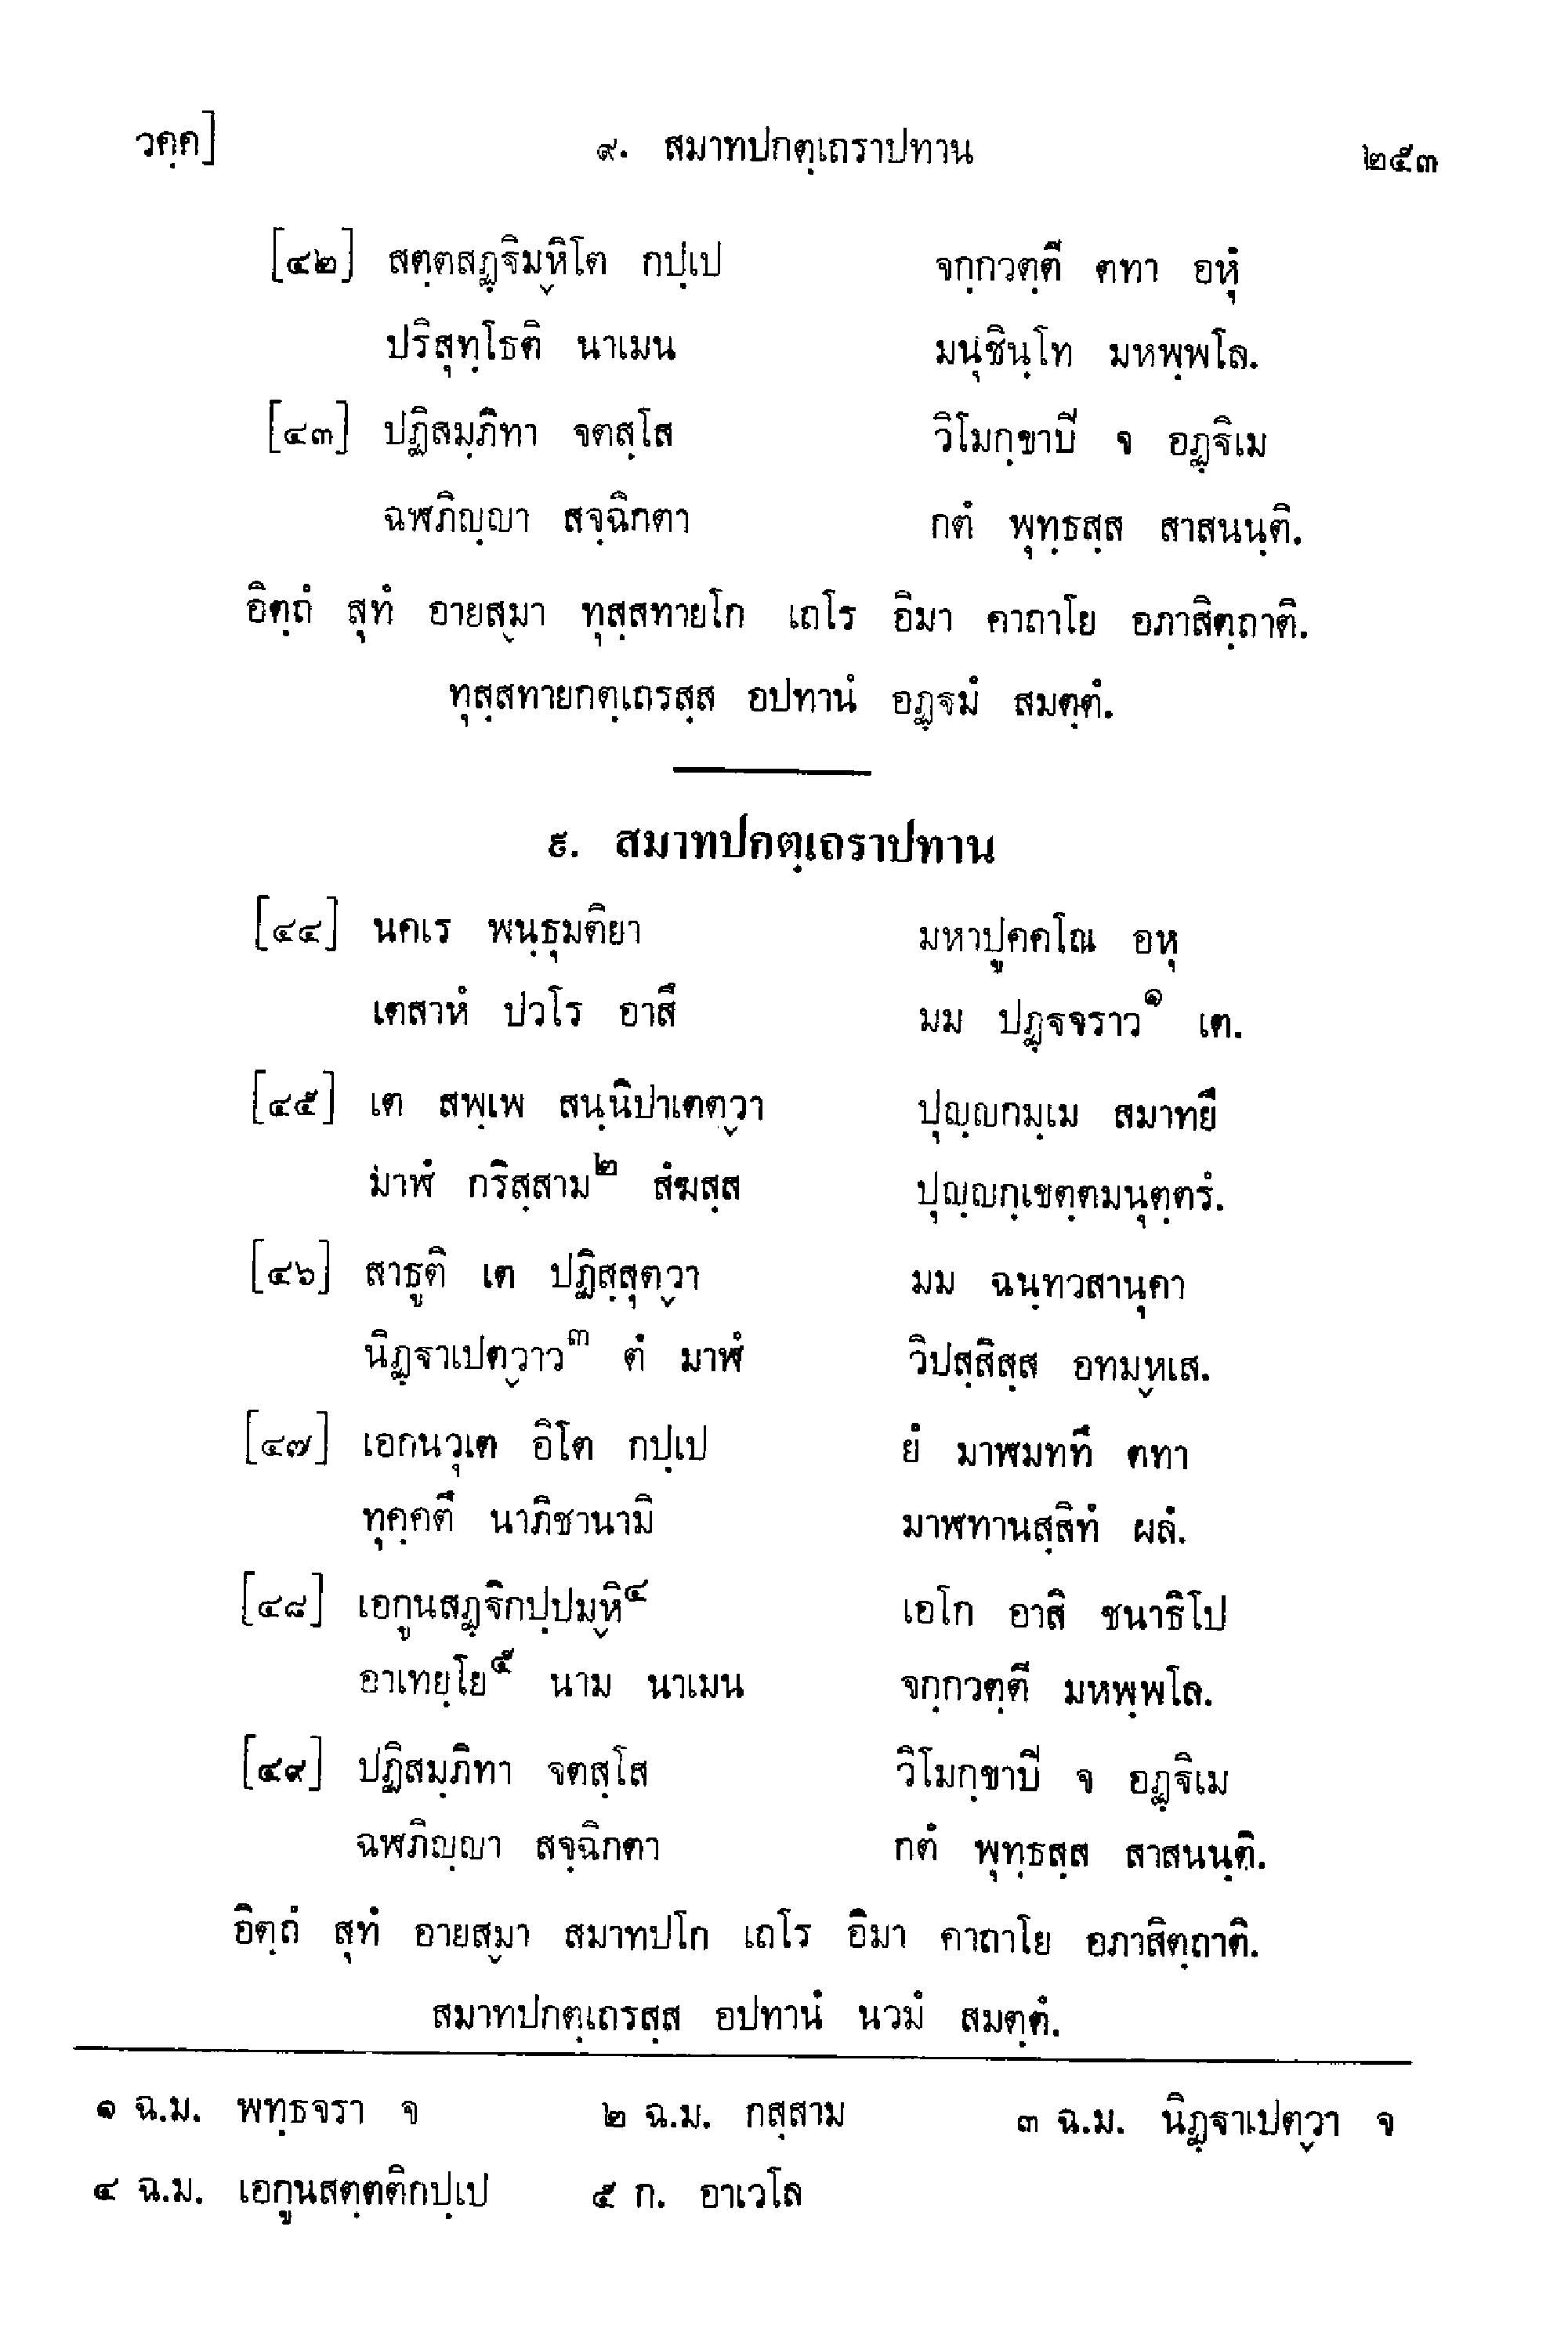 วคฺค]	๙. สมาทปกตฺเถราปทาน	๒๕๓
[๔๒] สตฺตสฏฺฐิมฺหิโต กปฺเป	จกฺกวตฺตี ตทา อหุํ
ปริสุทฺโธติ นาเมน	มนุชินฺโท มหพฺพโล.
[๔๓] ปฏิสมฺภิทา จตสฺโส	วิโมกฺขาปิ จ อฏฺฐิเม
ฉฬภิญฺญา สจฺฉิกตา	กตํ พุทฺธสฺส สาสนนฺติ.
อิตฺถํ สุทํ อายสฺมา ทุสฺสทายโก เถโร อิมา คาถาโย อภาสิตฺถาติ.
ทุสฺสทายกตฺเถรสฺส อปทานํ อฏฺฐมํ สมตฺตํ.
๙. สมาทปกตฺเถราปทาน
[๔๔] นคเร พนฺธุมติยา	มหาปูคคโณ อหุ
เตสาหํ ปวโร อาสึ	มม ปฏฺฐจราว๑ เต.
[๔๕] เต สพฺเพ สนฺนิปาเตตฺวา	ปุญฺญกมฺเม สมาทยึ
มาฬํ กริสฺสาม๒ สํฆสฺส	ปุญฺญกฺเขตฺตมนุตฺตรํ.
[๔๖] สาธูติ เต ปฏิสฺสุตฺวา	มม ฉนฺทวสานุคา
นิฏฺฐาเปตฺวาว๓ ตํ มาฬํ	วิปสฺสิสฺส อทมฺหเส.
[๔๗] เอกนวุเต อิโต กปฺเป	ยํ มาฬมททึ ตทา
ทุคฺคตึ นาภิชานามิ	มาฬทานสฺสิทํ ผลํ.
[๔๘] เอกูนสฏฺฐิกปฺปมฺหิ๔	เอโก อาสิ ชนาธิโป
อาเทยฺโย๕ นาม นาเมน	จกฺกวตฺตี มหพฺพโล.
[๔๙] ปฏิสมฺภิทา จตสฺโส	วิโมกฺขาปิ จ อฏฺฐิเม
ฉฬภิญฺญา สจฺฉิกตา	กตํ พุทฺธสฺส สาสนนฺติ.
อิตฺถํ สุทํ อายสฺมา สมาทปโก เถโร อิมา คาถาโย อภาสิตฺถาติ.
สมาทปกตฺเถรสฺส อปทานํ นวมํ สมตฺตํ.
๑ ฉ.ม. พทฺธจรา จ	๒ ฉ.ม. กสฺสาม	๓ ฉ.ม. นิฏฺฐาเปตฺวา จ
๔ ฉ.ม. เอกูนสตฺตติกปฺเป	๕ ก. อาเวโล